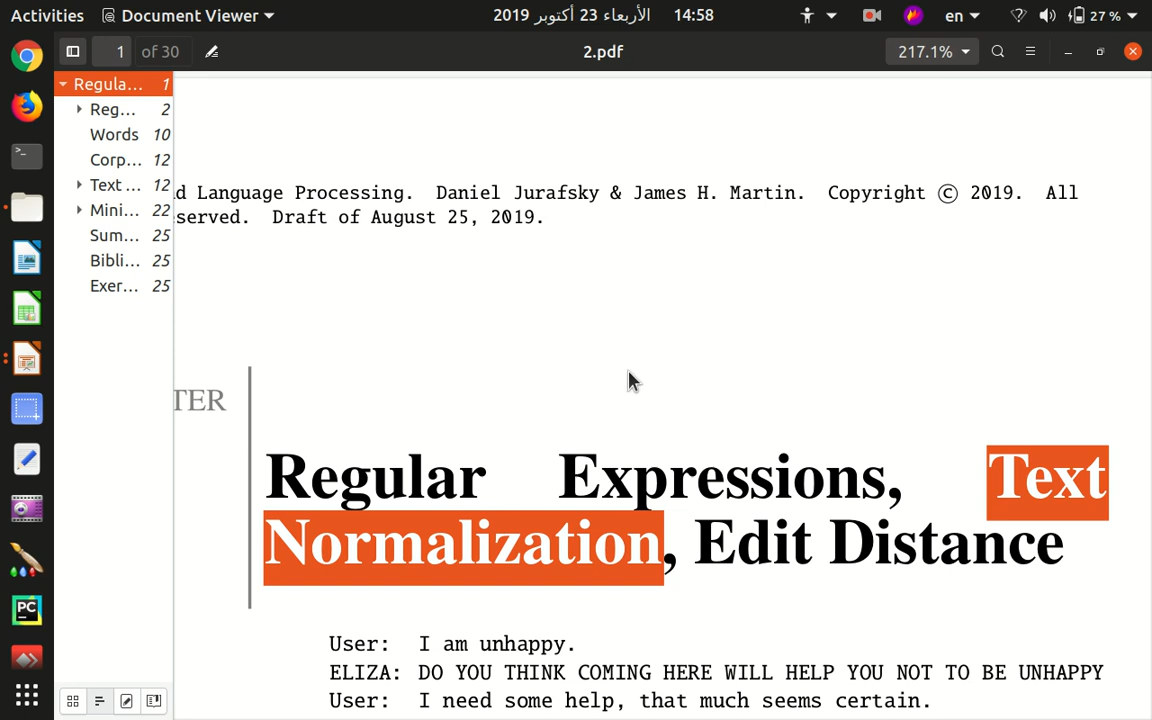 Activities Document Viewer الأربعاء 23 أكتوبر 2019 14:58 en 27 %
1 of 30 2.pdf 217.1%
Regula... 1
Reg... 2
Words 10
Corp... 12
Text ... 12
Mini... 22
Sum... 25
Bibli... 25
Exer... 25
d Language Processing. Daniel Jurafsky & James H. Martin. Copyright © 2019. All
served. Draft of August 25, 2019.
TER
Regular Expressions, Text
Normalization, Edit Distance
User: I am unhappy.
ELIZA: DO YOU THINK COMING HERE WILL HELP YOU NOT TO BE UNHAPPY
User: I need some help, that much seems certain.
PC